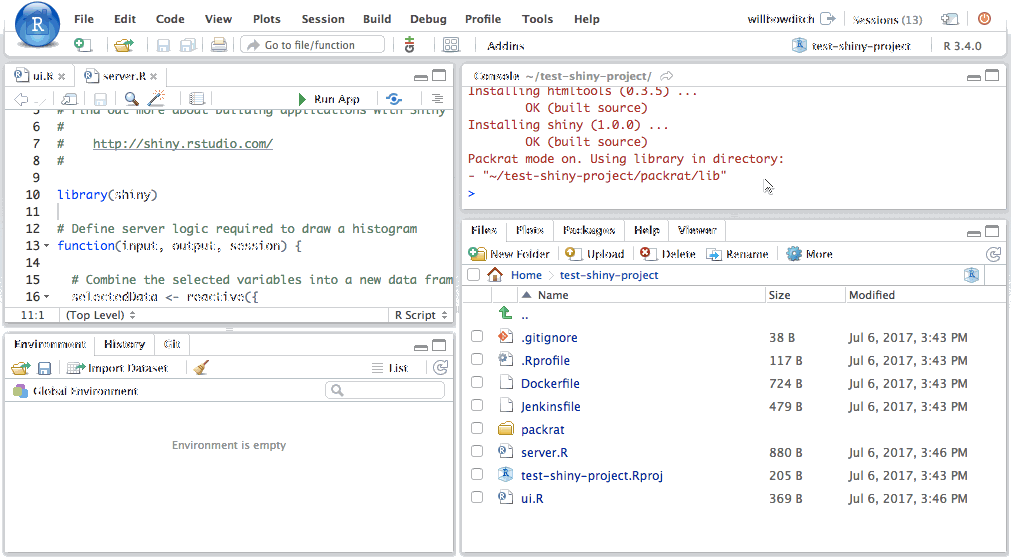 File Edit Code View Plots Session Build Debug Profile Tools Help
willbowditch Sessions (13)
Go to file/function Addins test-shiny-project R 3.4.0
ui.R server.R
Run App
5 # Find out more about building applications with Shiny
6 #
7 # http://shiny.rstudio.com/
8 #
9
10 library(shiny)
11
12 # Define server logic required to draw a histogram
13 function(input, output, session) {
14
15 # Combine the selected variables into a new data fram
16 selectedData <- reactive({
11:1 (Top Level) R Script
Environment History Git
Import Dataset List
Global Environment
Environment is empty
Console ~/test-shiny-project/
Installing htmltools (0.3.5) ...
OK (built source)
Installing shiny (1.0.0) ...
OK (built source)
Packrat mode on. Using library in directory:
- "~/test-shiny-project/packrat/lib"
>
Files Plots Packages Help Viewer
New Folder Upload Delete Rename More
Home test-shiny-project
Name Size Modified
..
.gitignore 38 B Jul 6, 2017, 3:43 PM
.Rprofile 117 B Jul 6, 2017, 3:43 PM
Dockerfile 724 B Jul 6, 2017, 3:43 PM
Jenkinsfile 479 B Jul 6, 2017, 3:43 PM
packrat
server.R 880 B Jul 6, 2017, 3:46 PM
test-shiny-project.Rproj 205 B Jul 6, 2017, 3:43 PM
ui.R 369 B Jul 6, 2017, 3:46 PM